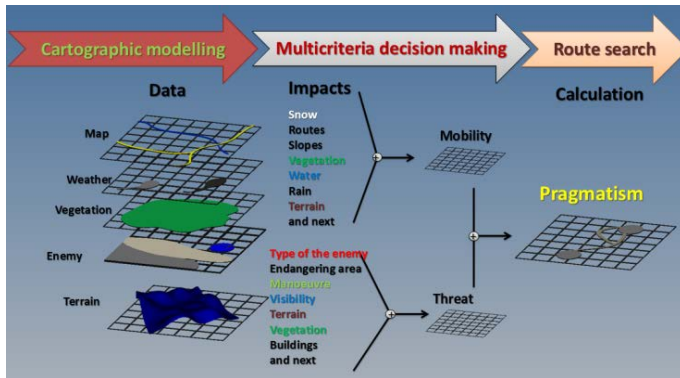 Cartographic modelling
Multicriteria decision making
Route search
Data
Map
Weather
Vegetation
Enemy
Terrain
Impacts
Snow
Routes
Slopes
Vagetation
Water
Rain
Terrain
and next
Type of the enemy
Endangering area
Manoeuvra
Visibility
Terrain
Vegetation
Buildings
and next
Mobility
Threat
Calculation
Pragmatism